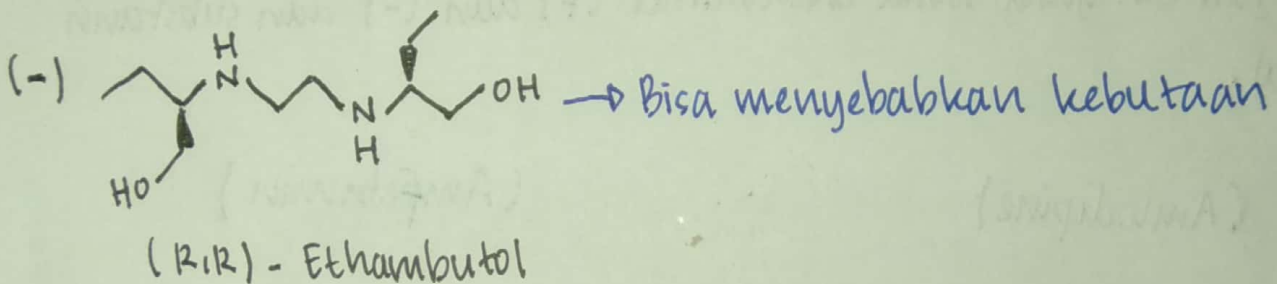 (-)
H
N
N
H
OH
HO
→ Bisa menyebabkan kebutaan
(R,R) - Ethambutol